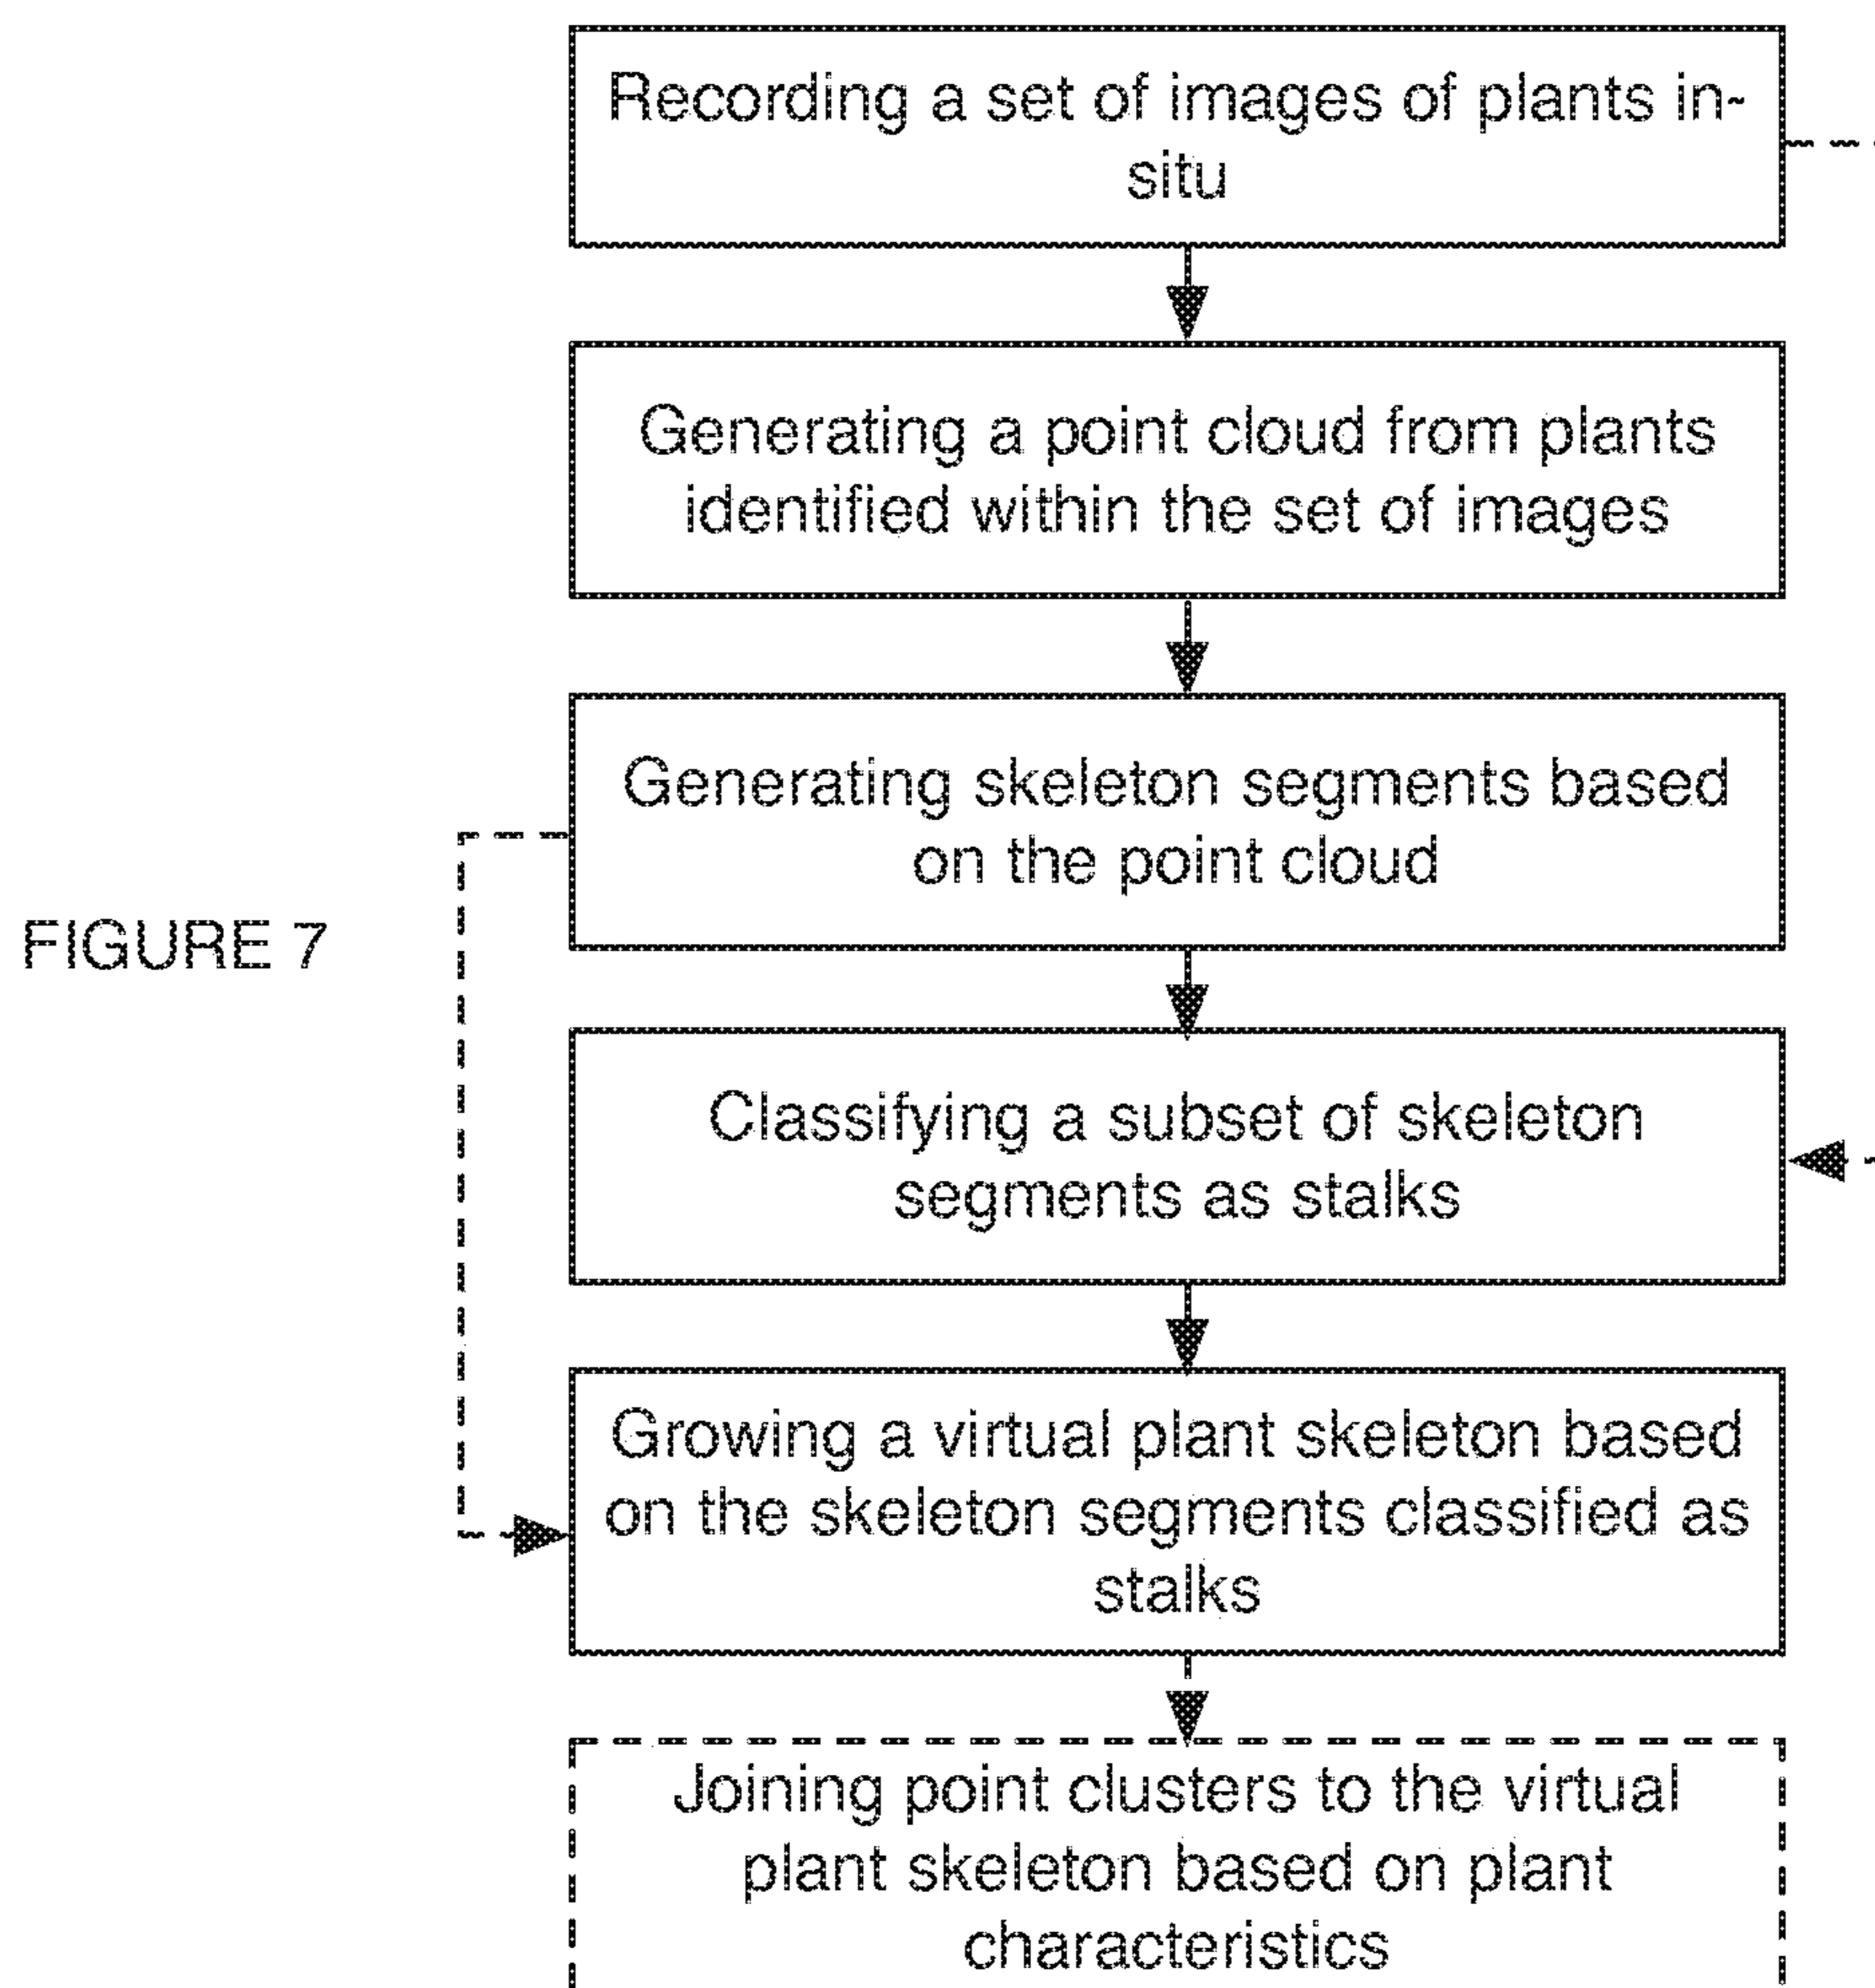 Recording a set of images of plants in-
situ
Generating a point cloud from plants
identified within the set of images
Generating skeleton segments based
on the point cloud
FIGURE 7
Classifying a subset of skeleton
segments as stalks
Growing a virtual plant skeleton based
on the skeleton segments classified as
stalks
Joining point clusters to the virtual
plant skeleton based on plant
characteristics